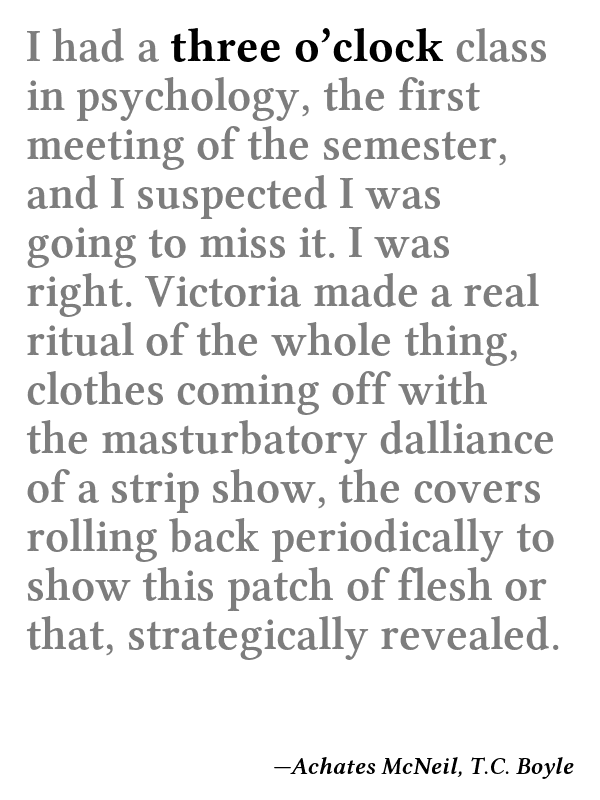 I had a three o’clock class
in psychology, the first
meeting of the semester,
and I suspected I was
going to miss it. I was
right. Victoria made a real
ritual of the whole thing,
clothes coming off with
the masturbatory dalliance
of a strip show, the covers
rolling back periodically to
show this patch of flesh or
that, strategically revealed.
—Achates McNeil, T.C. Boyle